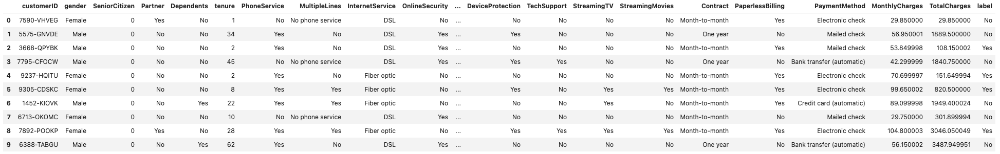 customerID gender SeniorCitizen Partner Dependents tenure PhoneService MultipleLines InternetService OnlineSecurity ... DeviceProtection TechSupport StreamingTV StreamingMovies Contract PaperlessBilling PaymentMethod MonthlyCharges TotalCharges label
0 7590-VHVEG Female 0 Yes No 1 No No phone service DSL No ... No No No No Month-to-month Yes Electronic check 29.850000 29.850000 No
1 5575-GNVDE Male 0 No No 34 Yes No DSL Yes ... Yes No No No One year No Mailed check 56.950001 1889.500000 No
2 3668-QPYBK Male 0 No No 2 Yes No DSL Yes ... No No No No Month-to-month Yes Mailed check 53.849998 108.150002 Yes
3 7795-CFOCW Male 0 No No 45 No No phone service DSL Yes ... Yes Yes No No One year No Bank transfer (automatic) 42.299999 1840.750000 No
4 9237-HQITU Female 0 No No 2 Yes No Fiber optic No ... No No No No Month-to-month Yes Electronic check 70.699997 151.649994 Yes
5 9305-CDSKC Female 0 No No 8 Yes Yes Fiber optic No ... Yes No Yes Yes Month-to-month Yes Electronic check 99.650002 820.500000 Yes
6 1452-KIOVK Male 0 No Yes 22 Yes Yes Fiber optic No ... No No Yes No Month-to-month Yes Credit card (automatic) 89.099998 1949.400024 No
7 6713-OKOMC Female 0 No No 10 No No phone service DSL Yes ... No No No No Month-to-month No Mailed check 29.750000 301.899994 No
8 7892-POOKP Female 0 Yes No 28 Yes Yes Fiber optic No ... Yes Yes Yes Yes Month-to-month Yes Electronic check 104.800003 3046.050049 Yes
9 6388-TABGU Male 0 No Yes 62 Yes No DSL Yes ... No No No No One year No Bank transfer (automatic) 56.150002 3487.949951 No